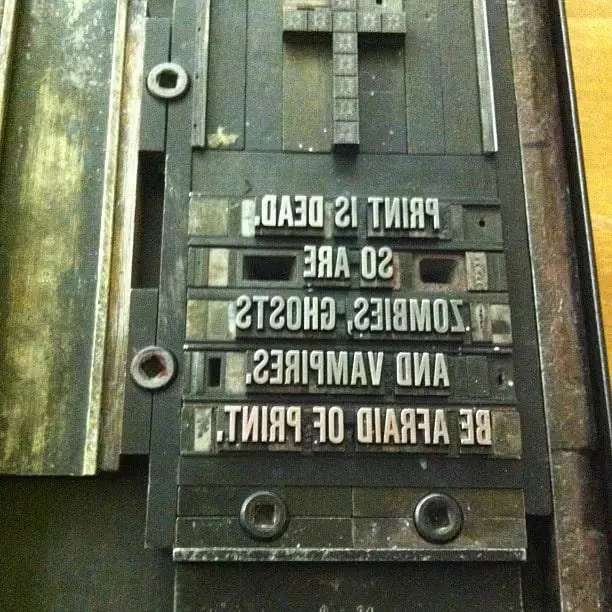 PRINT IS DEAD.
SO ARE
ZOMBIES, GHOSTS
AND VAMPIRES.
BE AFRAID OF PRINT.